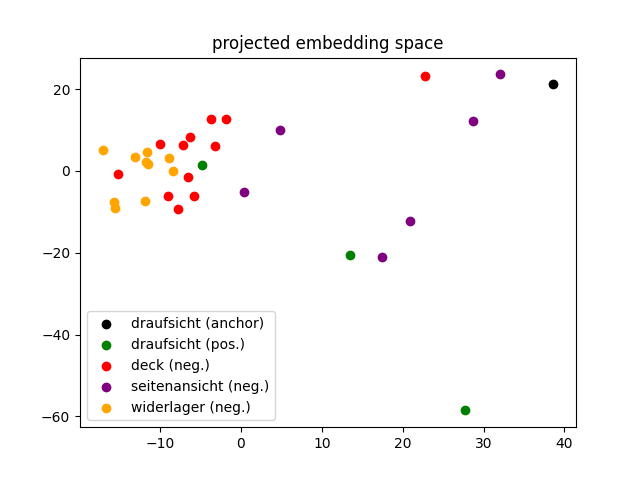 projected embedding space
20
0
−20
−40
−60
−10
0
10
20
30
40
draufsicht (anchor)
draufsicht (pos.)
deck (neg.)
seitenansicht (neg.)
widerlager (neg.)